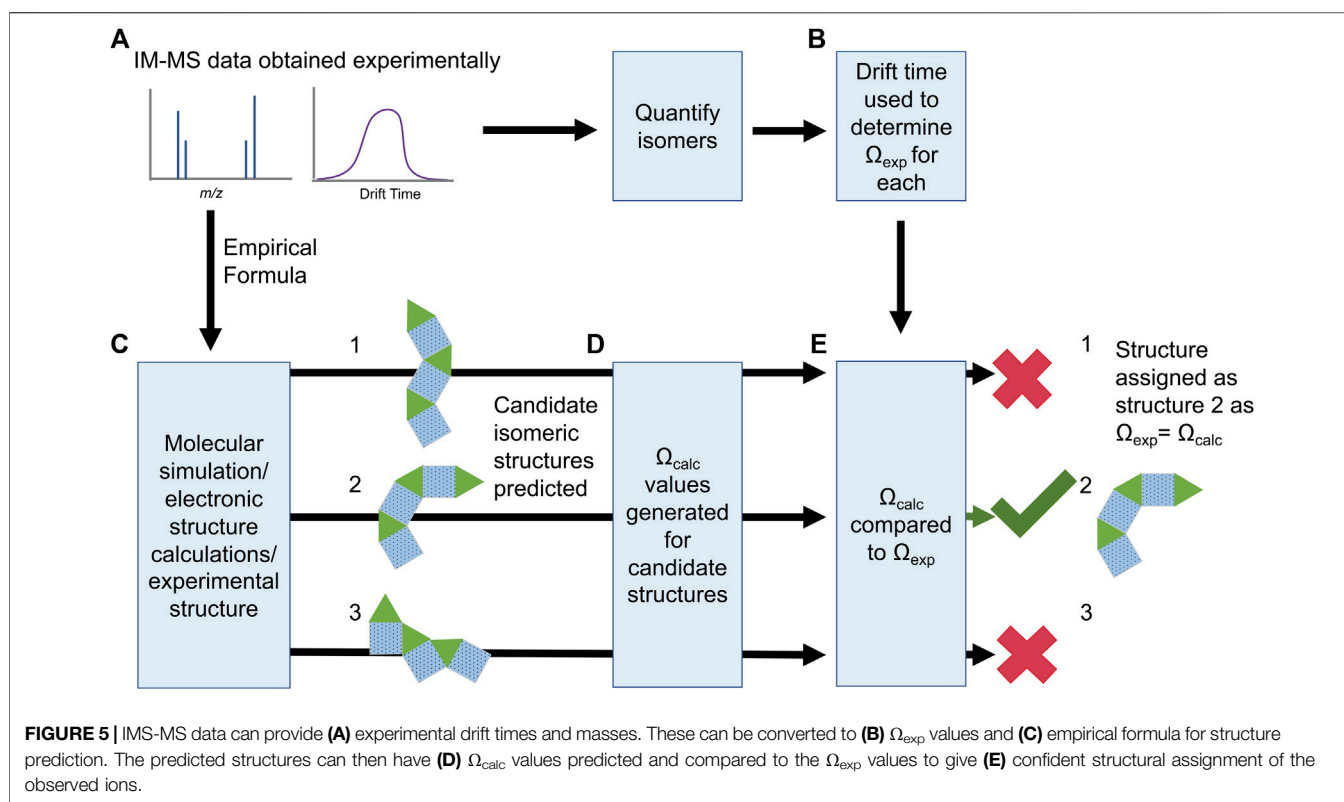 A
IM-MS data obtained experimentally
m/z
Drift Time
Quantify
isomers
B
Drift time
used to
determine
Ωexp for
each
Empirical
Formula
C
Molecular
simulation/
electronic
structure
calculations/
experimental
structure
1
2
3
Candidate
isomeric
structures
predicted
D
Ωcalc
values
generated
for
candidate
structures
E
Ωcalc
compared
to Ωexp
1
Structure
assigned as
structure 2 as
Ωexp= Ωcalc
2
3
FIGURE 5 | IMS-MS data can provide (A) experimental drift times and masses. These can be converted to (B) Ωexp values and (C) empirical formula for structure
prediction. The predicted structures can then have (D) Ωcalc values predicted and compared to the Ωexp values to give (E) confident structural assignment of the
observed ions.